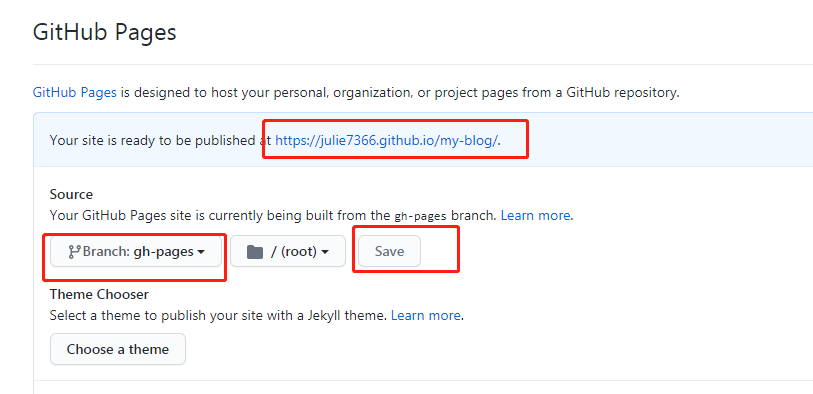 GitHub Pages
GitHub Pages is designed to host your personal, organization, or project pages from a GitHub repository.
Your site is ready to be published at https://julie7366.github.io/my-blog/.
Source
Your GitHub Pages site is currently being built from the gh-pages branch. Learn more.
Branch: gh-pages / (root) Save
Theme Chooser
Select a theme to publish your site with a Jekyll theme. Learn more.
Choose a theme